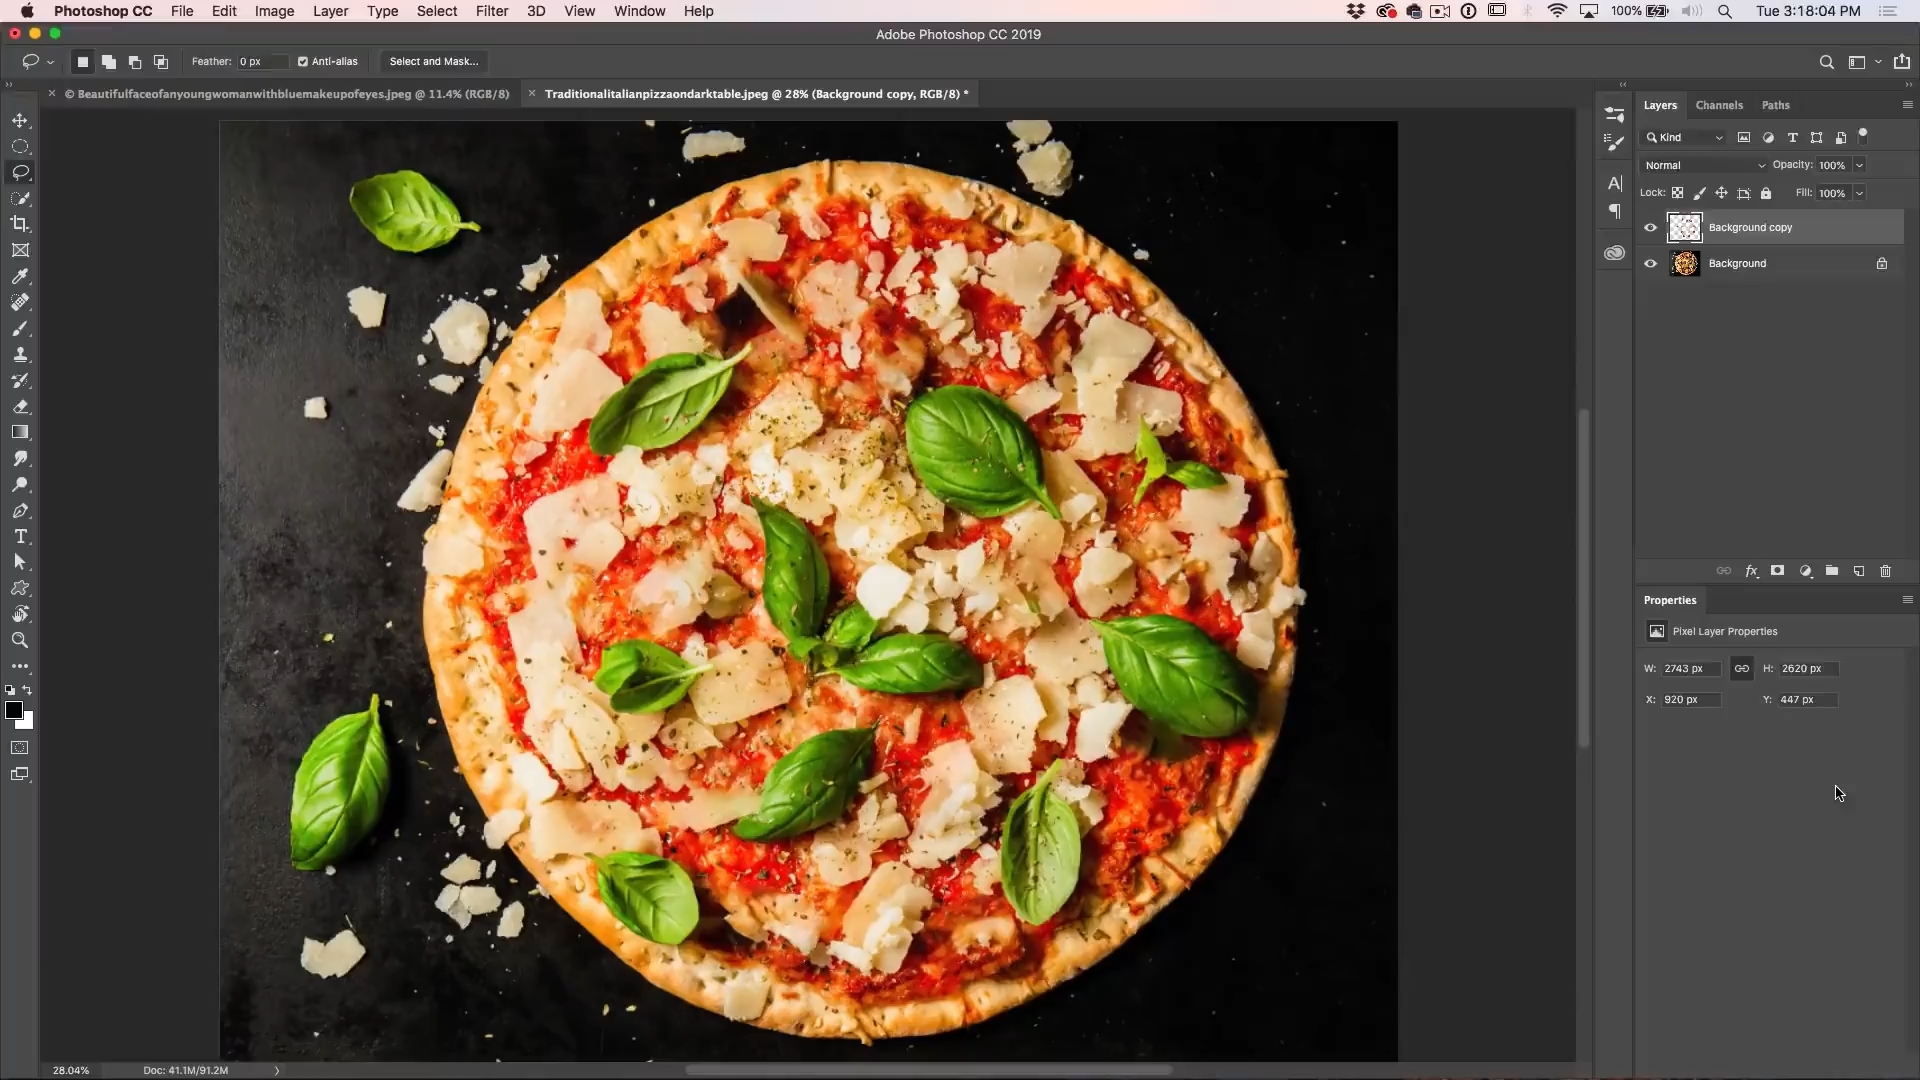 Photoshop CC File Edit Image Layer Type Select Filter 3D View Window Help 100% Tue 3:18:04 PM
Adobe Photoshop CC 2019
Feather: 0 px Anti-alias Select and Mask...
© Beautifulfaceofanyoungwomanwithbluemakeupofeyes.jpeg @ 11.4% (RGB/8) Traditionalitalianpizzaondarktable.jpeg @ 28% (Background copy, RGB/8) *
Layers Channels Paths
Kind
Normal Opacity: 100%
Lock: Fill: 100%
Background copy
Background
Properties
Pixel Layer Properties
W: 2743 px H: 2620 px
X: 920 px Y: 447 px
28.04% Doc: 41.1M/91.2M